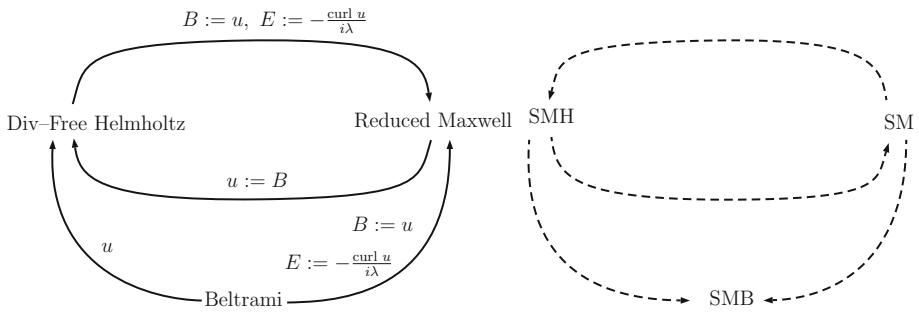 B := u, E := −curl u/iλ
Div–Free Helmholtz
Reduced Maxwell
SMH
SM
u := B
B := u
u
E := −curl u/iλ
Beltrami
SMB